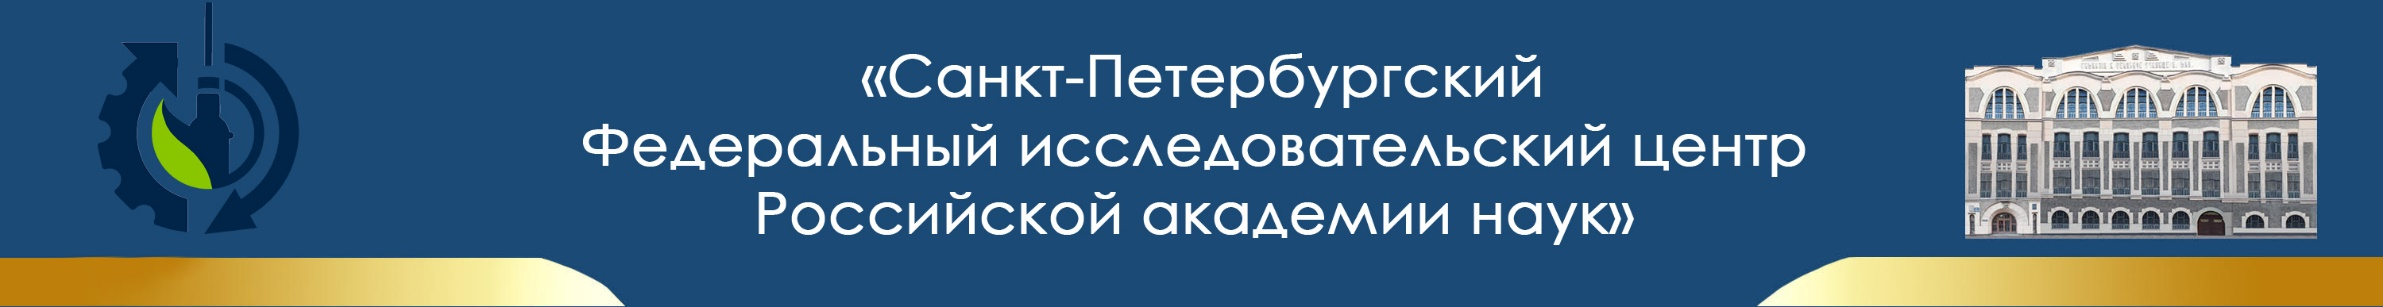 «Санкт-Петербургский
Федеральный исследовательский центр
Российской академии наук»